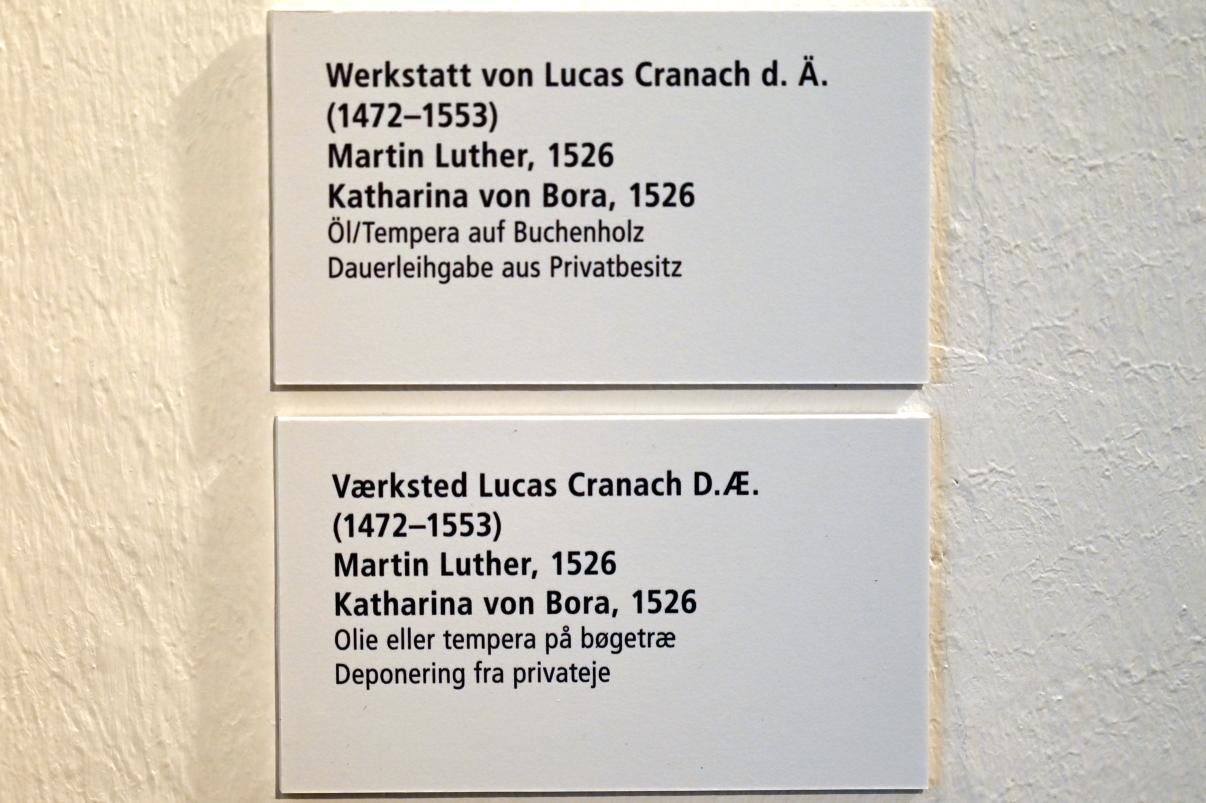 Werkstatt von Lucas Cranach d. Ä.
(1472–1553)
Martin Luther, 1526
Katharina von Bora, 1526
Öl/Tempera auf Buchenholz
Dauerleihgabe aus Privatbesitz
Værksted Lucas Cranach D.Æ.
(1472–1553)
Martin Luther, 1526
Katharina von Bora, 1526
Olie eller tempera på bøgetræ
Deponering fra privateje